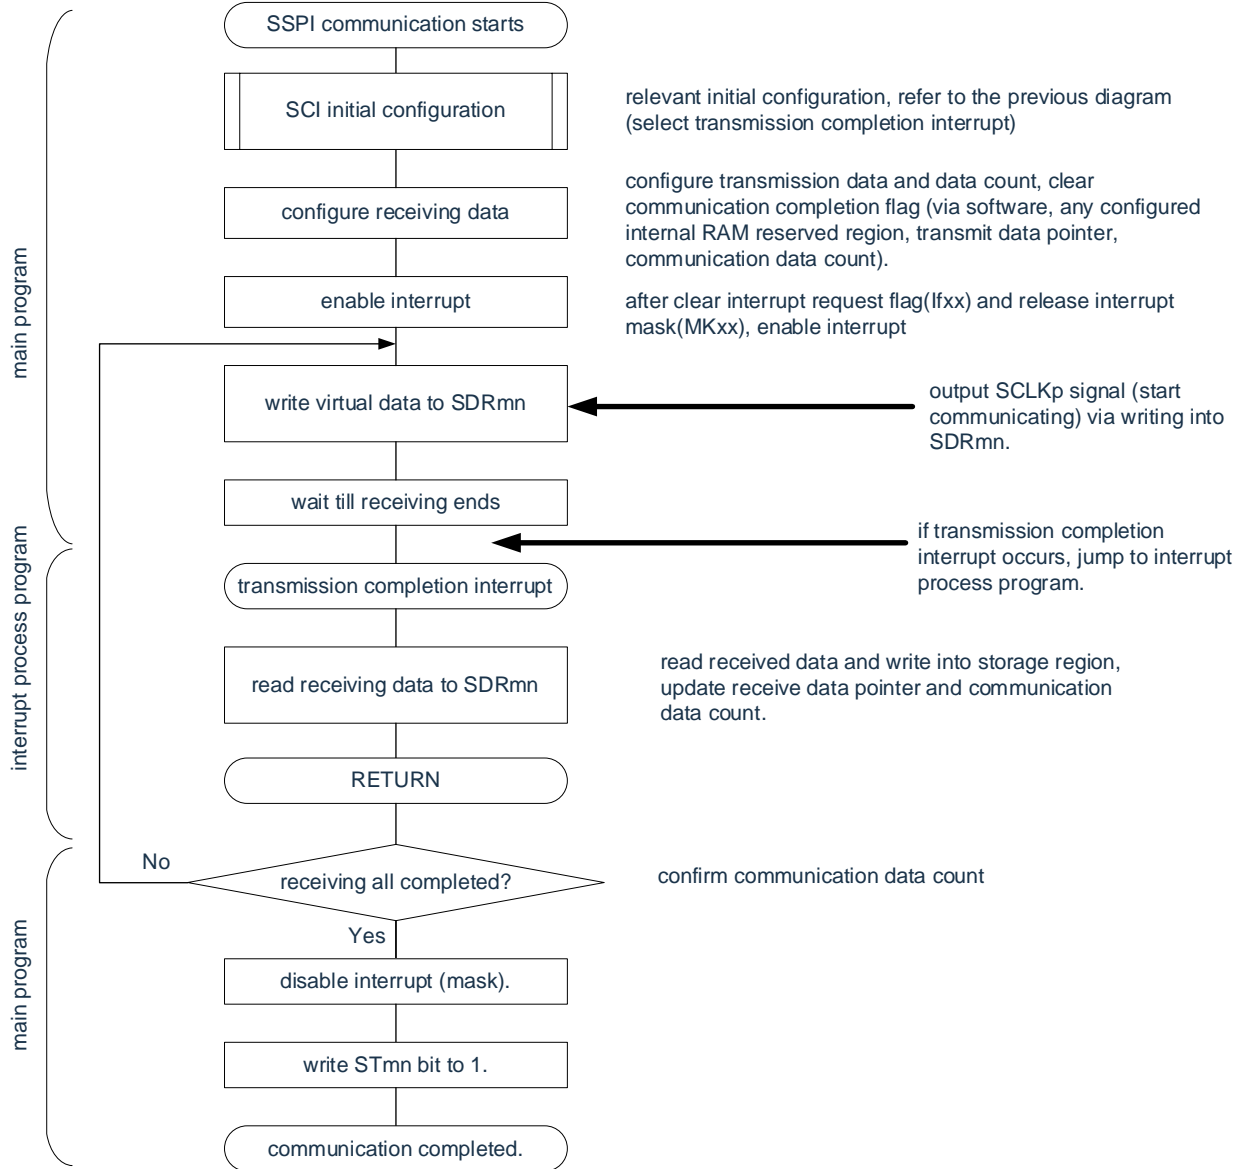 SSPI communication starts
SCI initial configuration
relevant initial configuration, refer to the previous diagram
(select transmission completion interrupt)
configure receiving data
configure transmission data and data count, clear
communication completion flag (via software, any configured
internal RAM reserved region, transmit data pointer,
communication data count).
main program
enable interrupt
after clear interrupt request flag(Ifxx) and release interrupt
mask(MKxx), enable interrupt
write virtual data to SDRmn
output SCLKp signal (start
communicating) via writing into
SDRmn.
wait till receiving ends
if transmission completion
interrupt occurs, jump to interrupt
process program.
interrupt process program
transmission completion interrupt
read receiving data to SDRmn
read received data and write into storage region,
update receive data pointer and communication
data count.
RETURN
No
receiving all completed?
confirm communication data count
Yes
main program
disable interrupt (mask).
write STmn bit to 1.
communication completed.